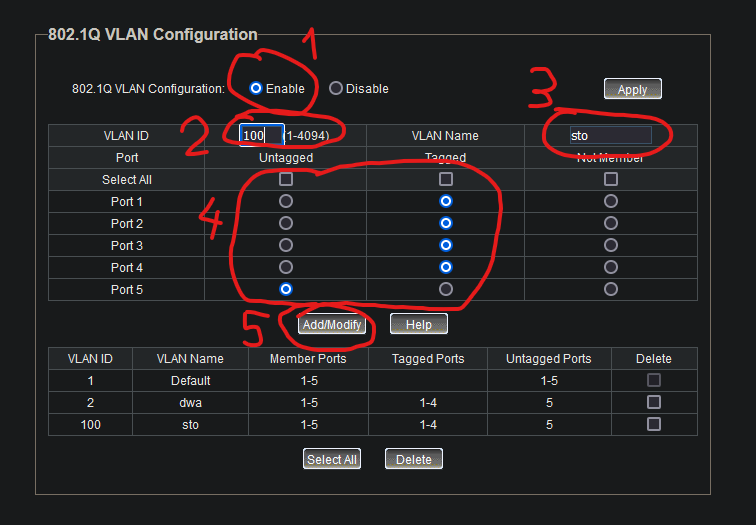 802.1Q VLAN Configuration
1
802.1Q VLAN Configuration: Enable Disable Apply
3
2
VLAN ID 100 (1-4094) VLAN Name sto
Port Untagged Tagged Not Member
Select All
Port 1
4
Port 2
Port 3
Port 4
Port 5
5
Add/Modify Help
VLAN ID VLAN Name Member Ports Tagged Ports Untagged Ports Delete
1 Default 1-5 1-5
2 dwa 1-5 1-4 5
100 sto 1-5 1-4 5
Select All Delete